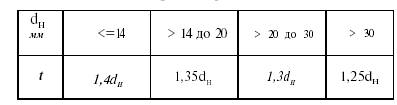 dн мм <=14 > 14 до 20 > 20 до 30 > 30
t 1,4dн 1,35dн 1,3dн 1,25dн